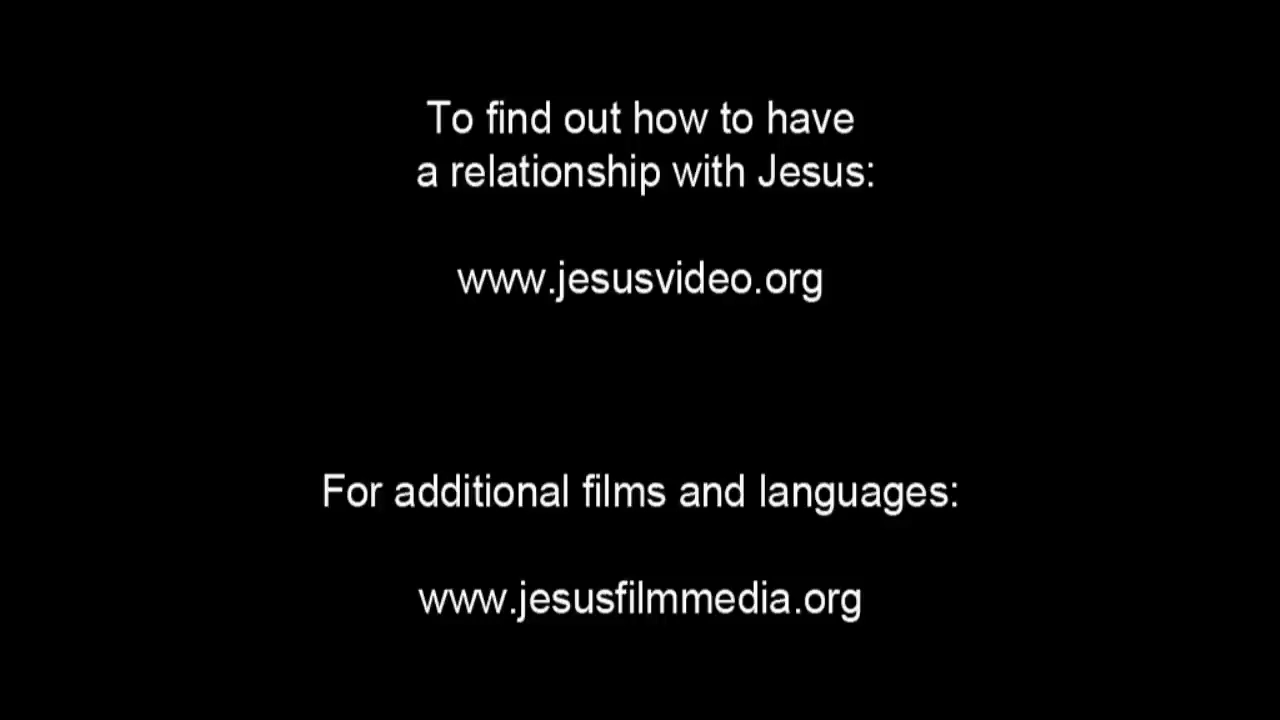 To find out how to have
a relationship with Jesus:
www.jesusvideo.org
For additional films and languages:
www.jesusfilmmedia.org